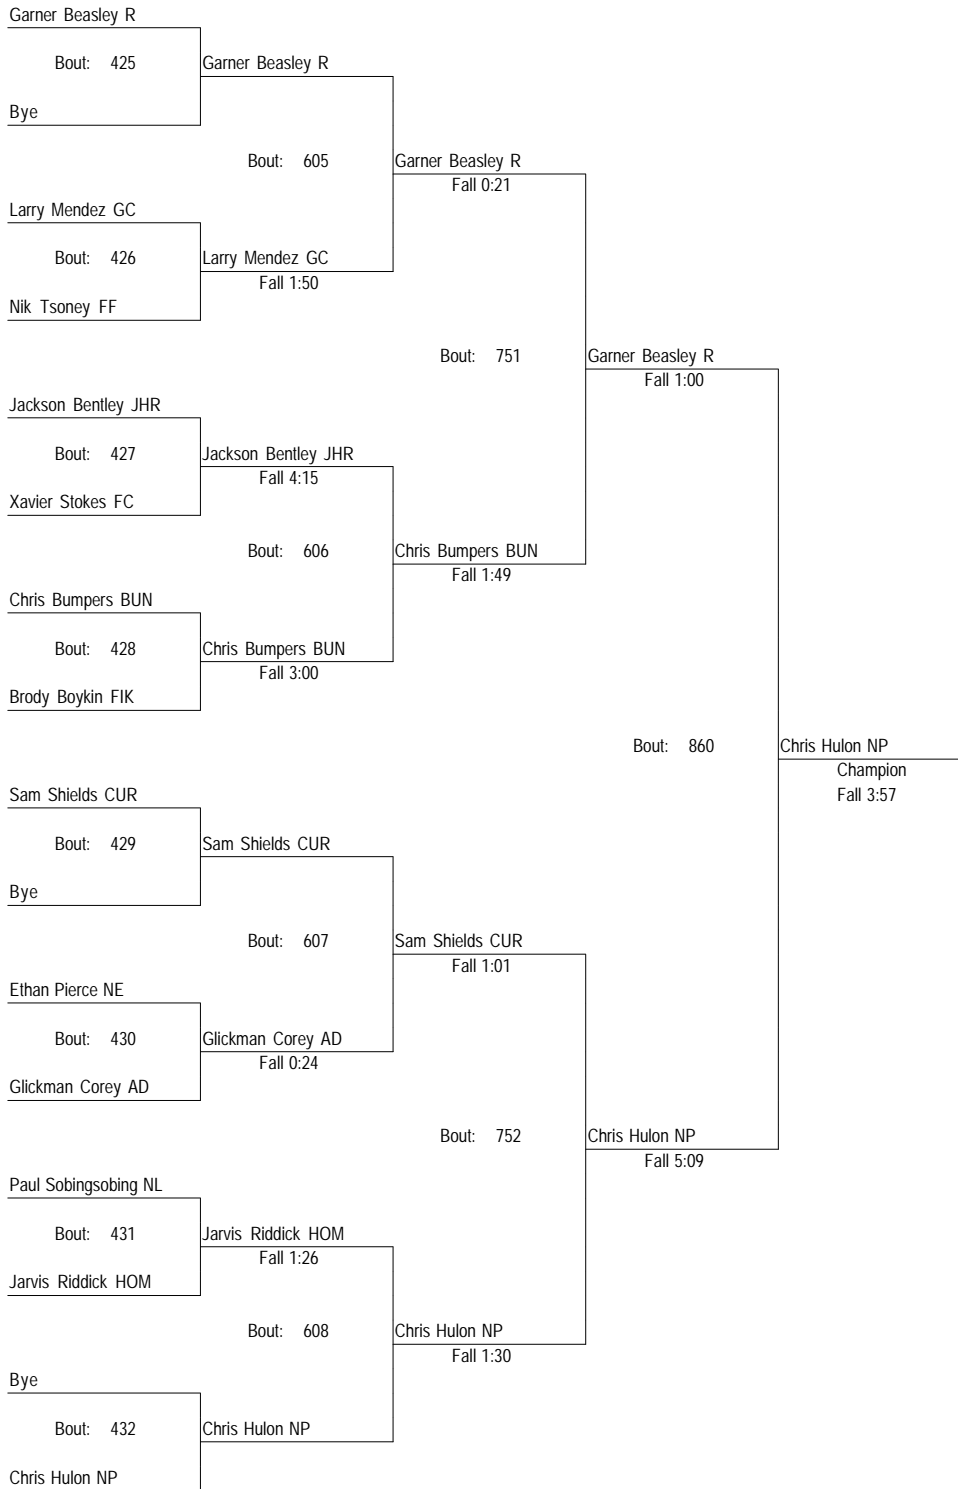 Garner Beasley R
Bout: 425
Garner Beasley R
Bye
Bout: 605
Garner Beasley R
Fall 0:21
Larry Mendez GC
Bout: 426
Larry Mendez GC
Fall 1:50
Nik Tsoney FF
Bout: 751
Garner Beasley R
Fall 1:00
Jackson Bentley JHR
Bout: 427
Jackson Bentley JHR
Fall 4:15
Xavier Stokes FC
Bout: 606
Chris Bumpers BUN
Fall 1:49
Chris Bumpers BUN
Bout: 428
Chris Bumpers BUN
Fall 3:00
Brody Boykin FIK
Bout: 860
Chris Hulon NP
Champion
Fall 3:57
Sam Shields CUR
Bout: 429
Sam Shields CUR
Bye
Bout: 607
Sam Shields CUR
Fall 1:01
Ethan Pierce NE
Bout: 430
Glickman Corey AD
Fall 0:24
Glickman Corey AD
Bout: 752
Chris Hulon NP
Fall 5:09
Paul Sobingsobing NL
Bout: 431
Jarvis Riddick HOM
Fall 1:26
Jarvis Riddick HOM
Bout: 608
Chris Hulon NP
Fall 1:30
Bye
Bout: 432
Chris Hulon NP
Chris Hulon NP